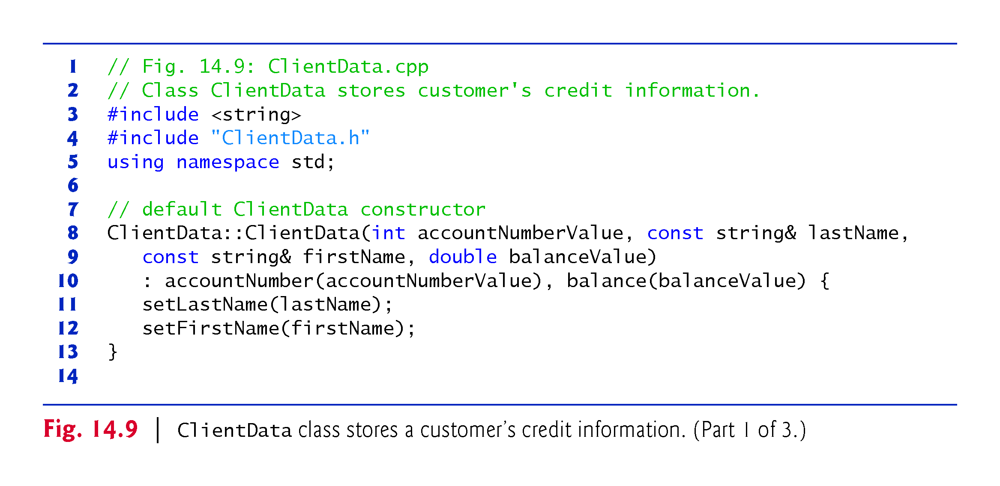 1 // Fig. 14.9: ClientData.cpp
2 // Class ClientData stores customer's credit information.
3 #include <string>
4 #include "ClientData.h"
5 using namespace std;
6
7 // default ClientData constructor
8 ClientData::ClientData(int accountNumberValue, const string& lastName,
9    const string& firstName, double balanceValue)
10    : accountNumber(accountNumberValue), balance(balanceValue) {
11    setLastName(lastName);
12    setFirstName(firstName);
13 }
14
Fig. 14.9 | ClientData class stores a customer’s credit information. (Part 1 of 3.)